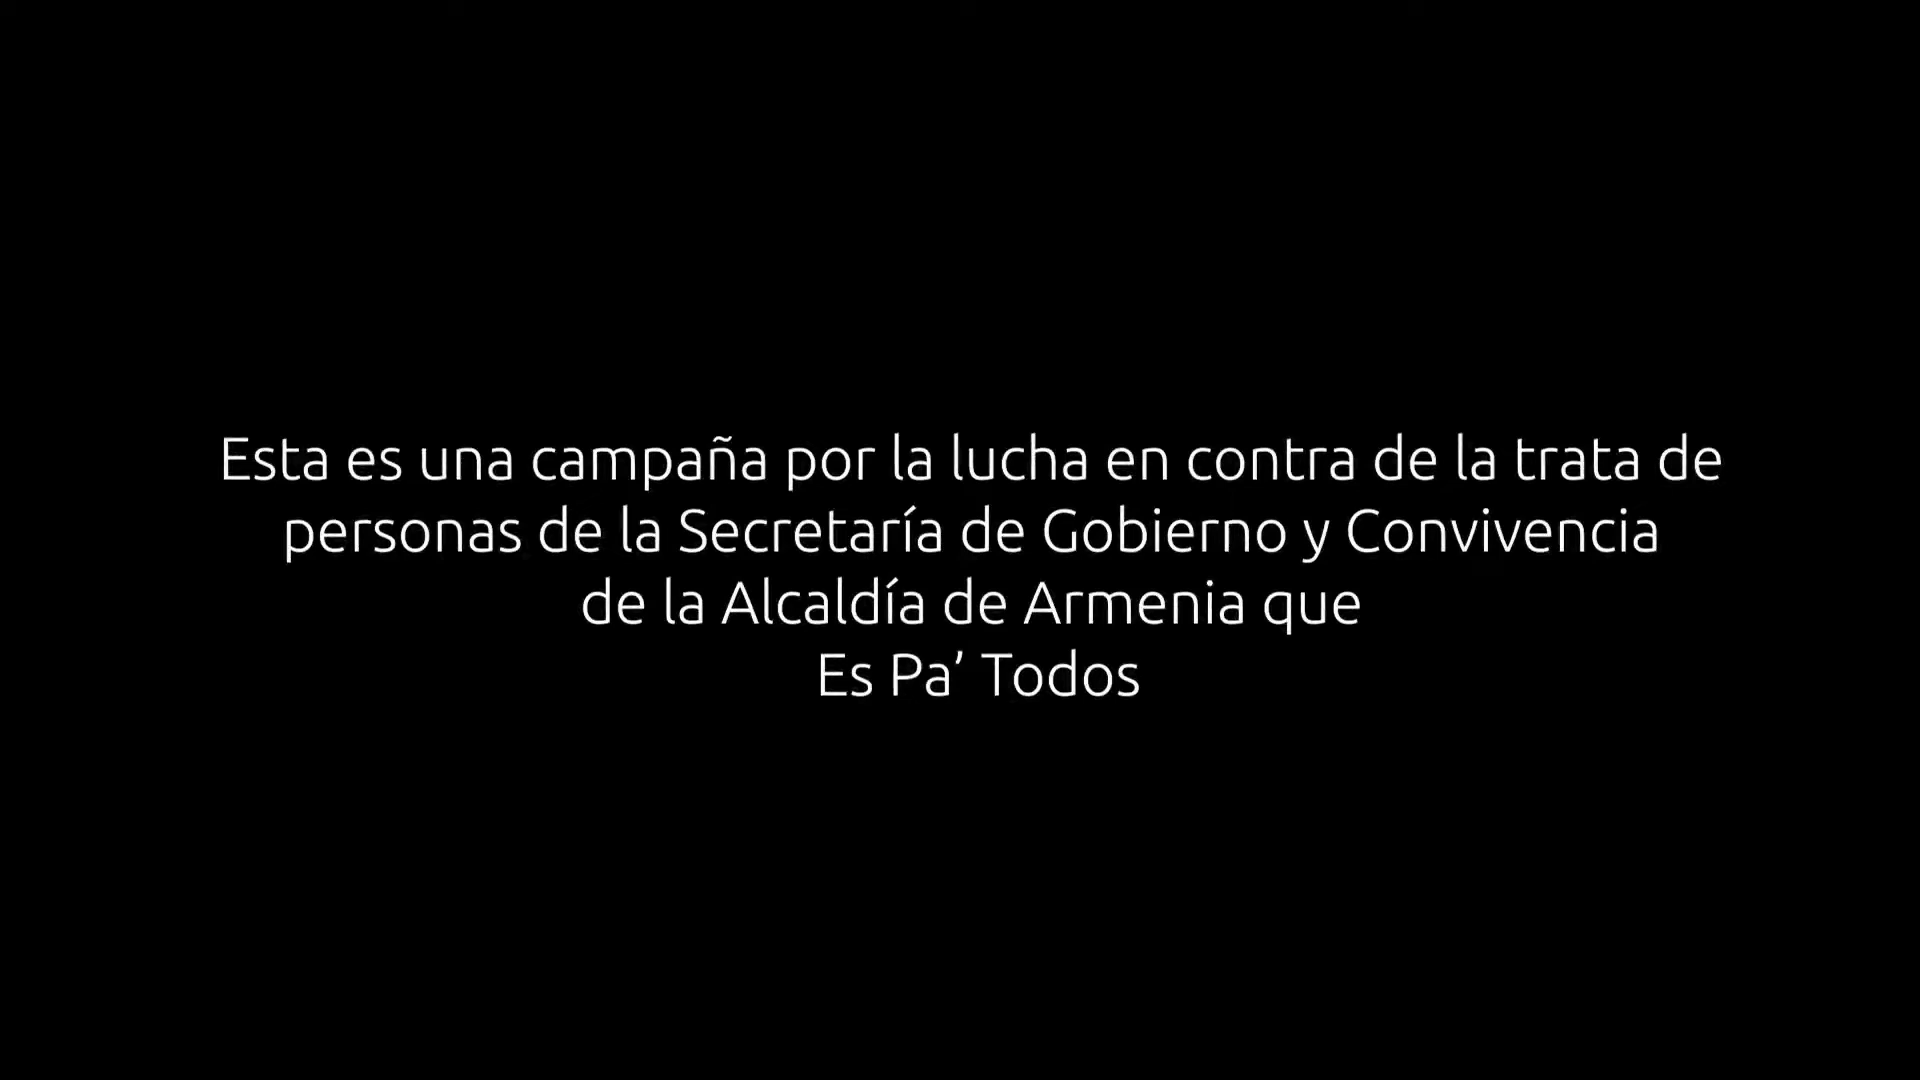 Esta es una campaña por la lucha en contra de la trata de
personas de la Secretaría de Gobierno y Convivencia
de la Alcaldía de Armenia que
Es Pa’ Todos